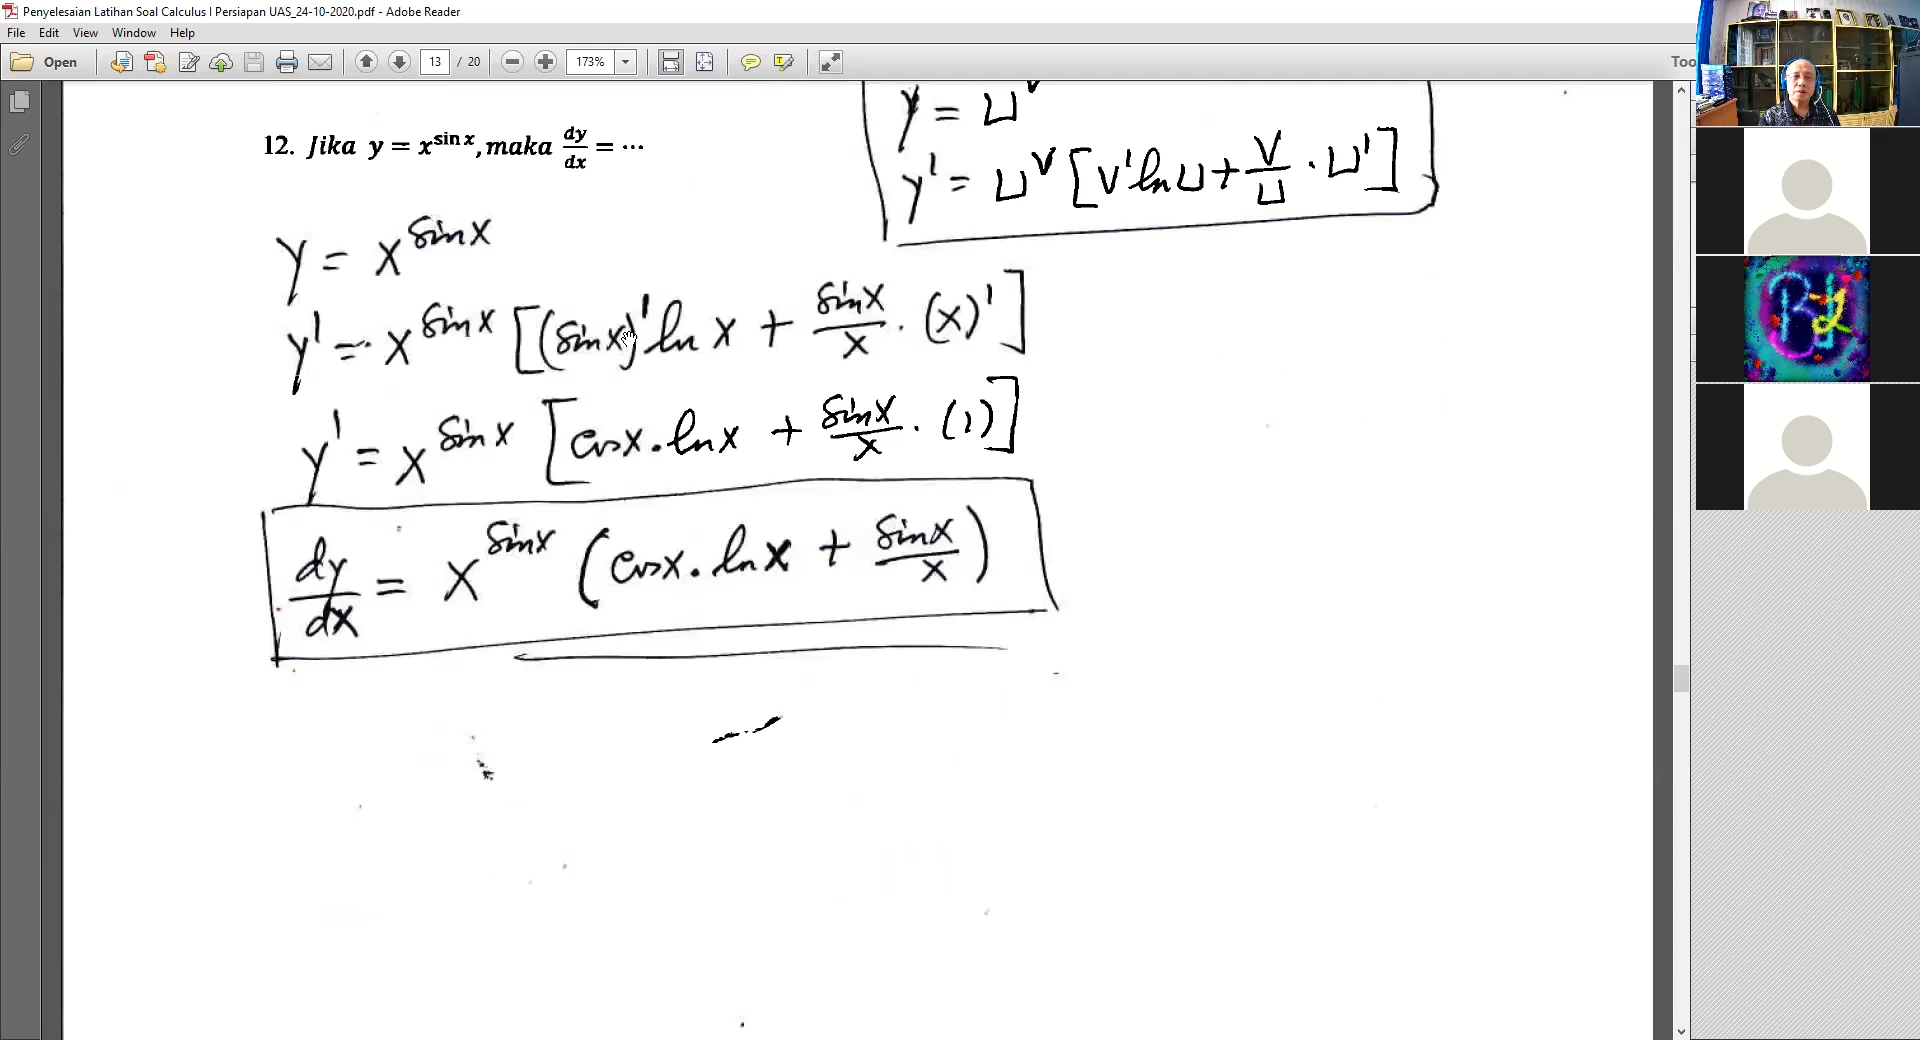 Penyelesaian Latihan Soal Calculus I Persiapan UAS_24-10-2020.pdf - Adobe Reader
File Edit View Window Help
Open 13 / 20 173% Too
y = u^v
y' = u^v [v' ln u + v/u · u']
12. Jika y = x^sin x, maka dy/dx = ⋯
y = x^sin x
y' = x^sin x [(sin x)' ln x + sin x/x · (x)']
y' = x^sin x [cos x . ln x + sin x/x · (1)]
dy/dx = x^sin x (cos x . ln x + sin x/x)